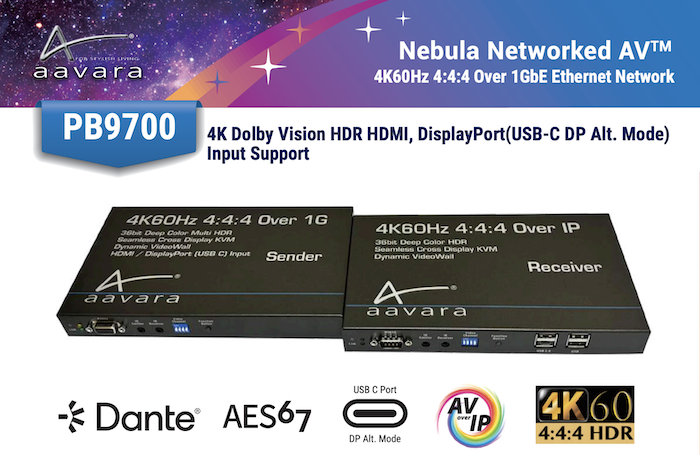 FOR STYLISH LIVING
aavara®
Nebula Networked AV™
4K60Hz 4:4:4 Over 1GbE Ethernet Network
PB9700
4K Dolby Vision HDR HDMI, DisplayPort(USB-C DP Alt. Mode)
Input Support
4K60Hz 4:4:4 Over 1G
36bit Deep Color Multi HDR
Seamless Cross Display KVM
Dynamic VideoWall
HDMI / DisplayPort (USB C) Input
Sender
aavara®
4K60Hz 4:4:4 Over IP
36bit Deep Color HDR
Seamless Cross Display KVM
Dynamic VideoWall
Receiver
aavara®
USB
Dante®
AES67
USB C Port
DP Alt. Mode
AV
over
IP
4K60
4:4:4 HDR